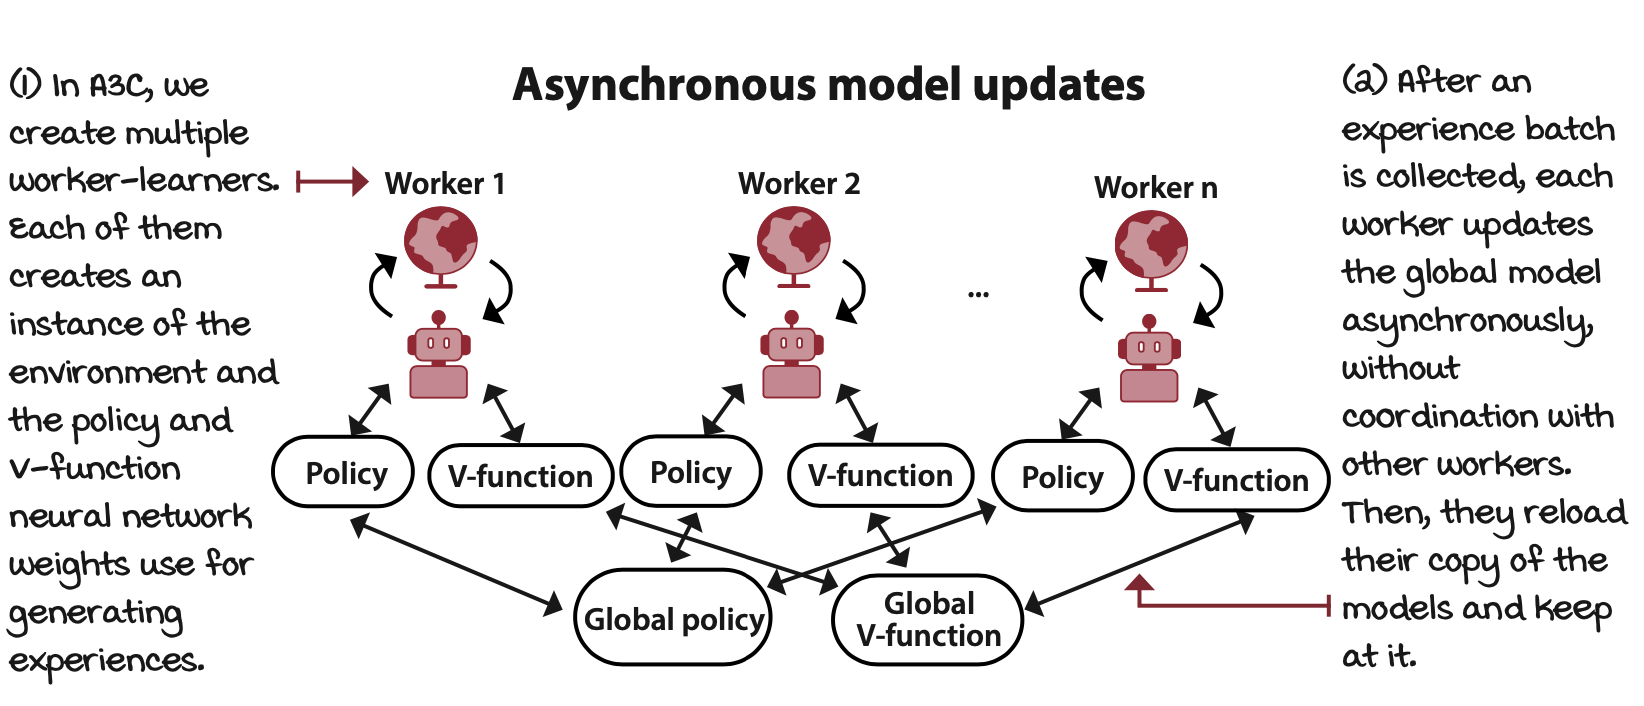 Asynchronous model updates
(1) In A3C, we
create multiple
worker-learners.
Each of them
creates an
instance of the
environment and
the policy and
V-function
neural network
weights use for
generating
experiences.
Worker 1
Worker 2
...
Worker n
Policy
V-function
Policy
V-function
Policy
V-function
Global policy
Global
V-function
(2) After an
experience batch
is collected, each
worker updates
the global model
asynchronously,
without
coordination with
other workers.
Then, they reload
their copy of the
models and keep
at it.